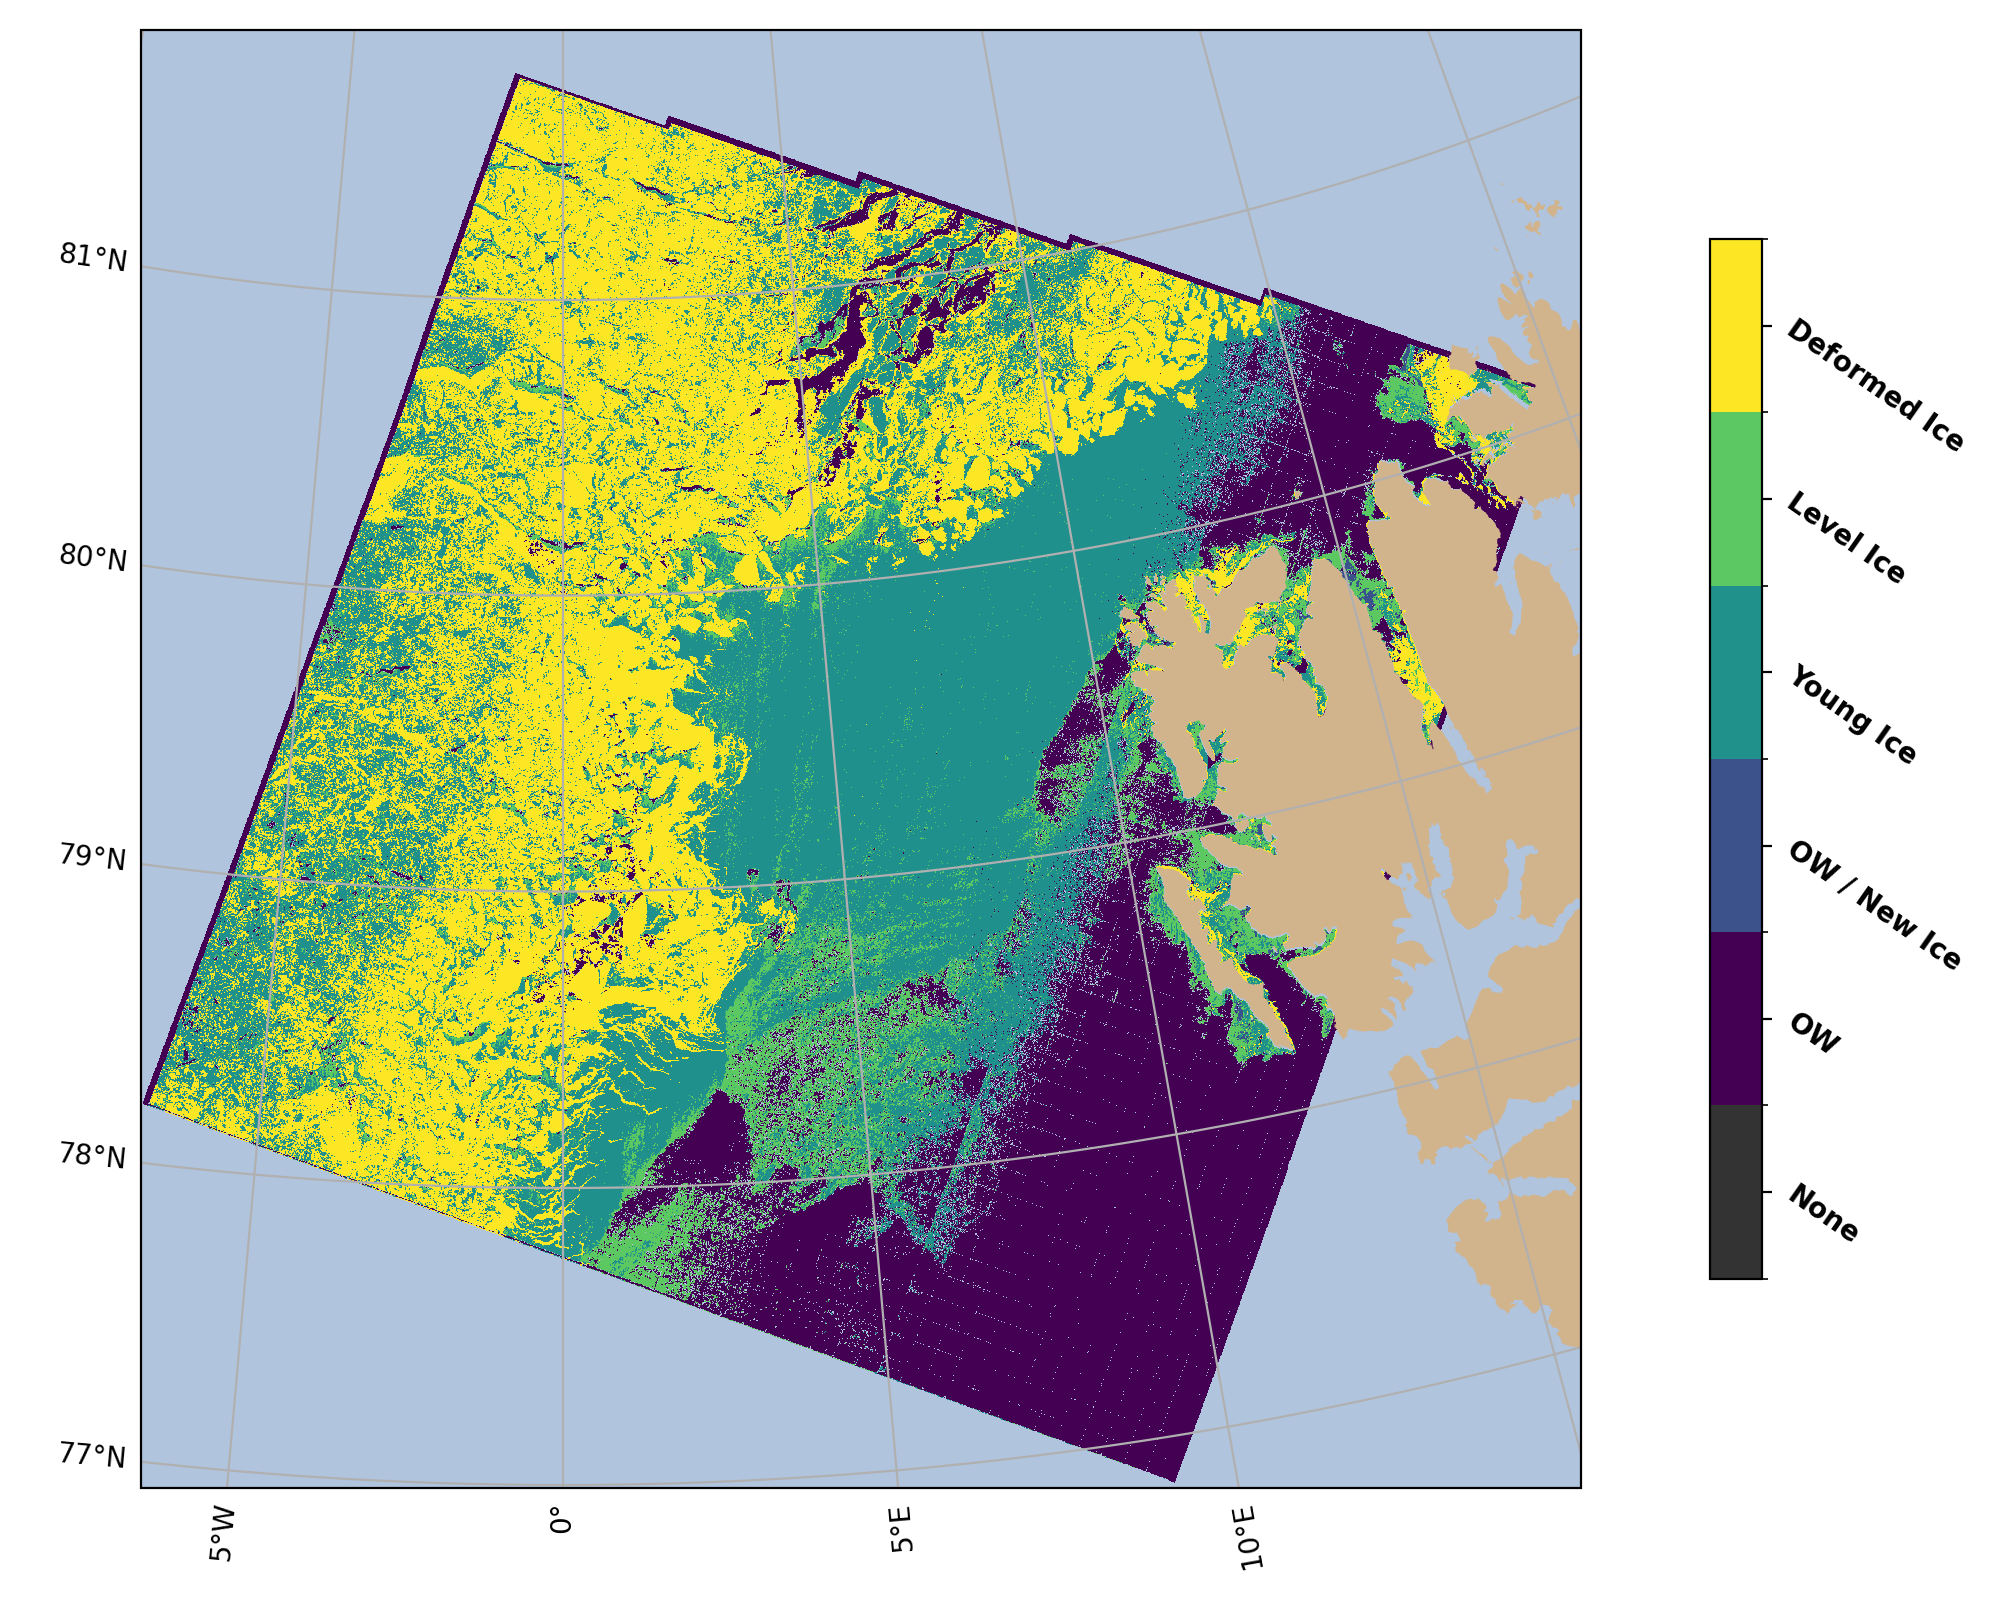 81°N
80°N
79°N
78°N
77°N
5°W
0°
5°E
10°E
Deformed Ice
Level Ice
Young Ice
OW / New Ice
OW
None